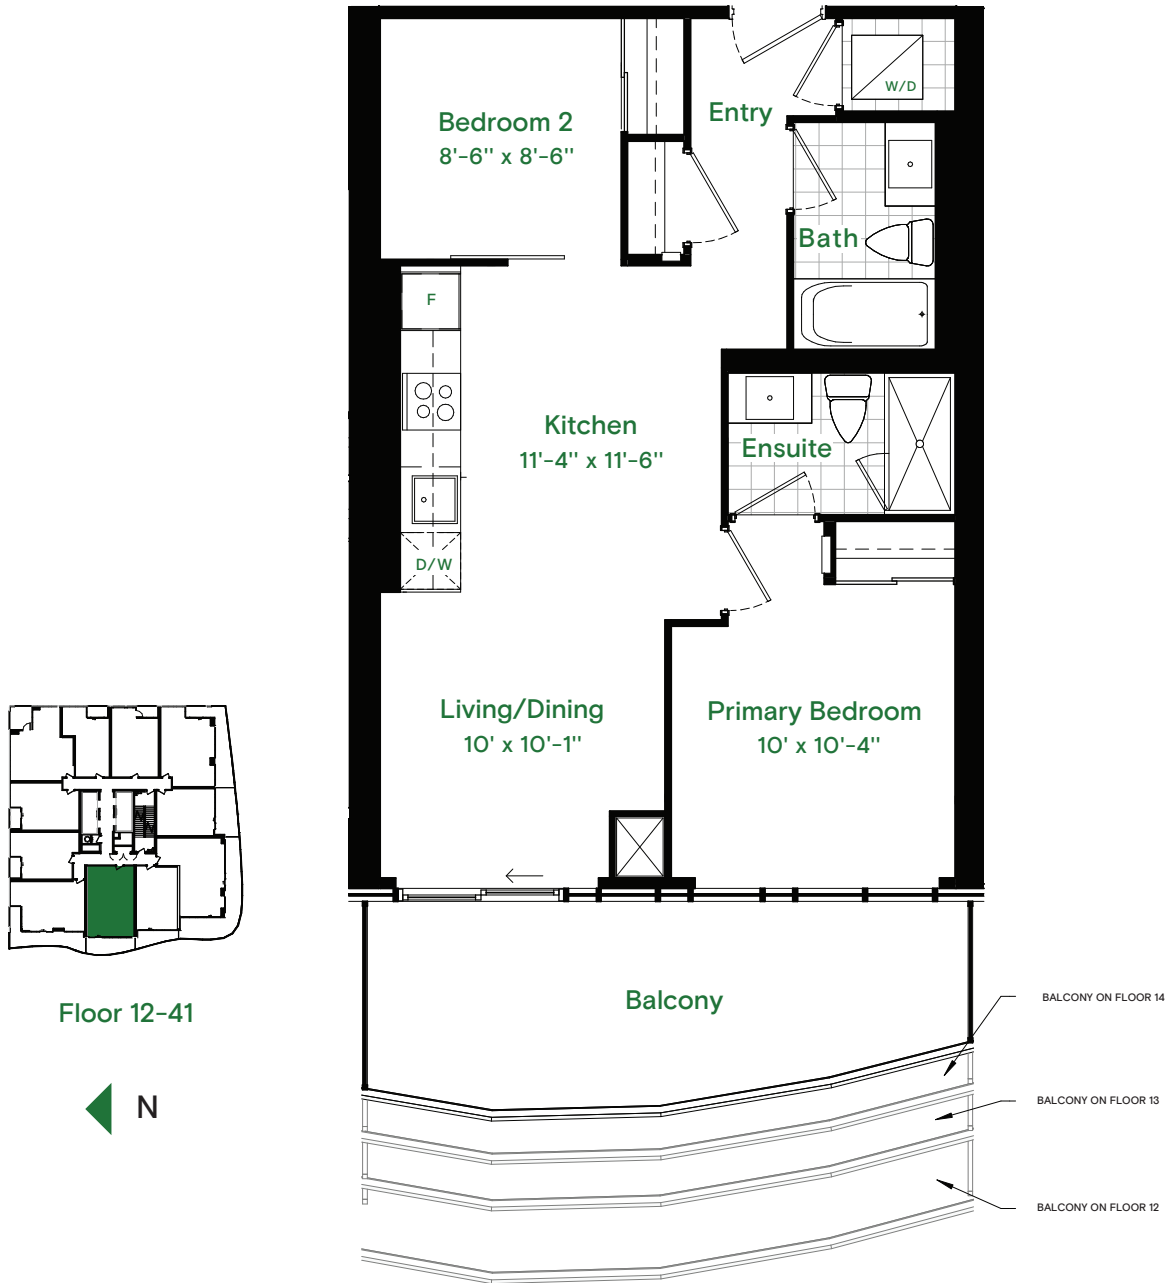 W/D
Entry
Bedroom 2
8'-6" x 8'-6"
Bath
F
Kitchen
11'-4" x 11'-6"
Ensuite
D/W
Living/Dining
10' x 10'-1"
Primary Bedroom
10' x 10'-4"
Balcony
BALCONY ON FLOOR 14
Floor 12-41
N
BALCONY ON FLOOR 13
BALCONY ON FLOOR 12